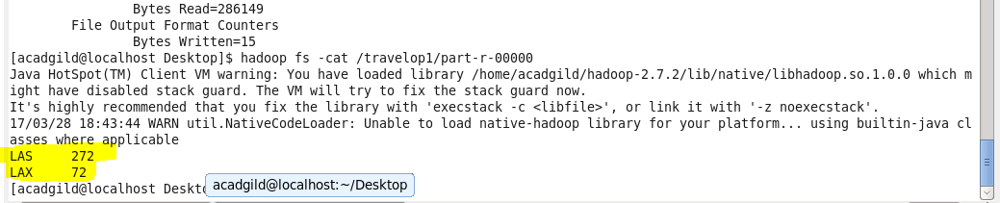 Bytes Read=286149
File Output Format Counters
Bytes Written=15
[acadgild@localhost Desktop]$ hadoop fs -cat /travelop1/part-r-00000
Java HotSpot(TM) Client VM warning: You have loaded library /home/acadgild/hadoop-2.7.2/lib/native/libhadoop.so.1.0.0 which m
ight have disabled stack guard. The VM will try to fix the stack guard now.
It's highly recommended that you fix the library with 'execstack -c <libfile>', or link it with '-z noexecstack'.
17/03/28 18:43:44 WARN util.NativeCodeLoader: Unable to load native-hadoop library for your platform... using builtin-java cl
asses where applicable
LAS 272
LAX 72
[acadgild@localhost Deskto
acadgild@localhost:~/Desktop